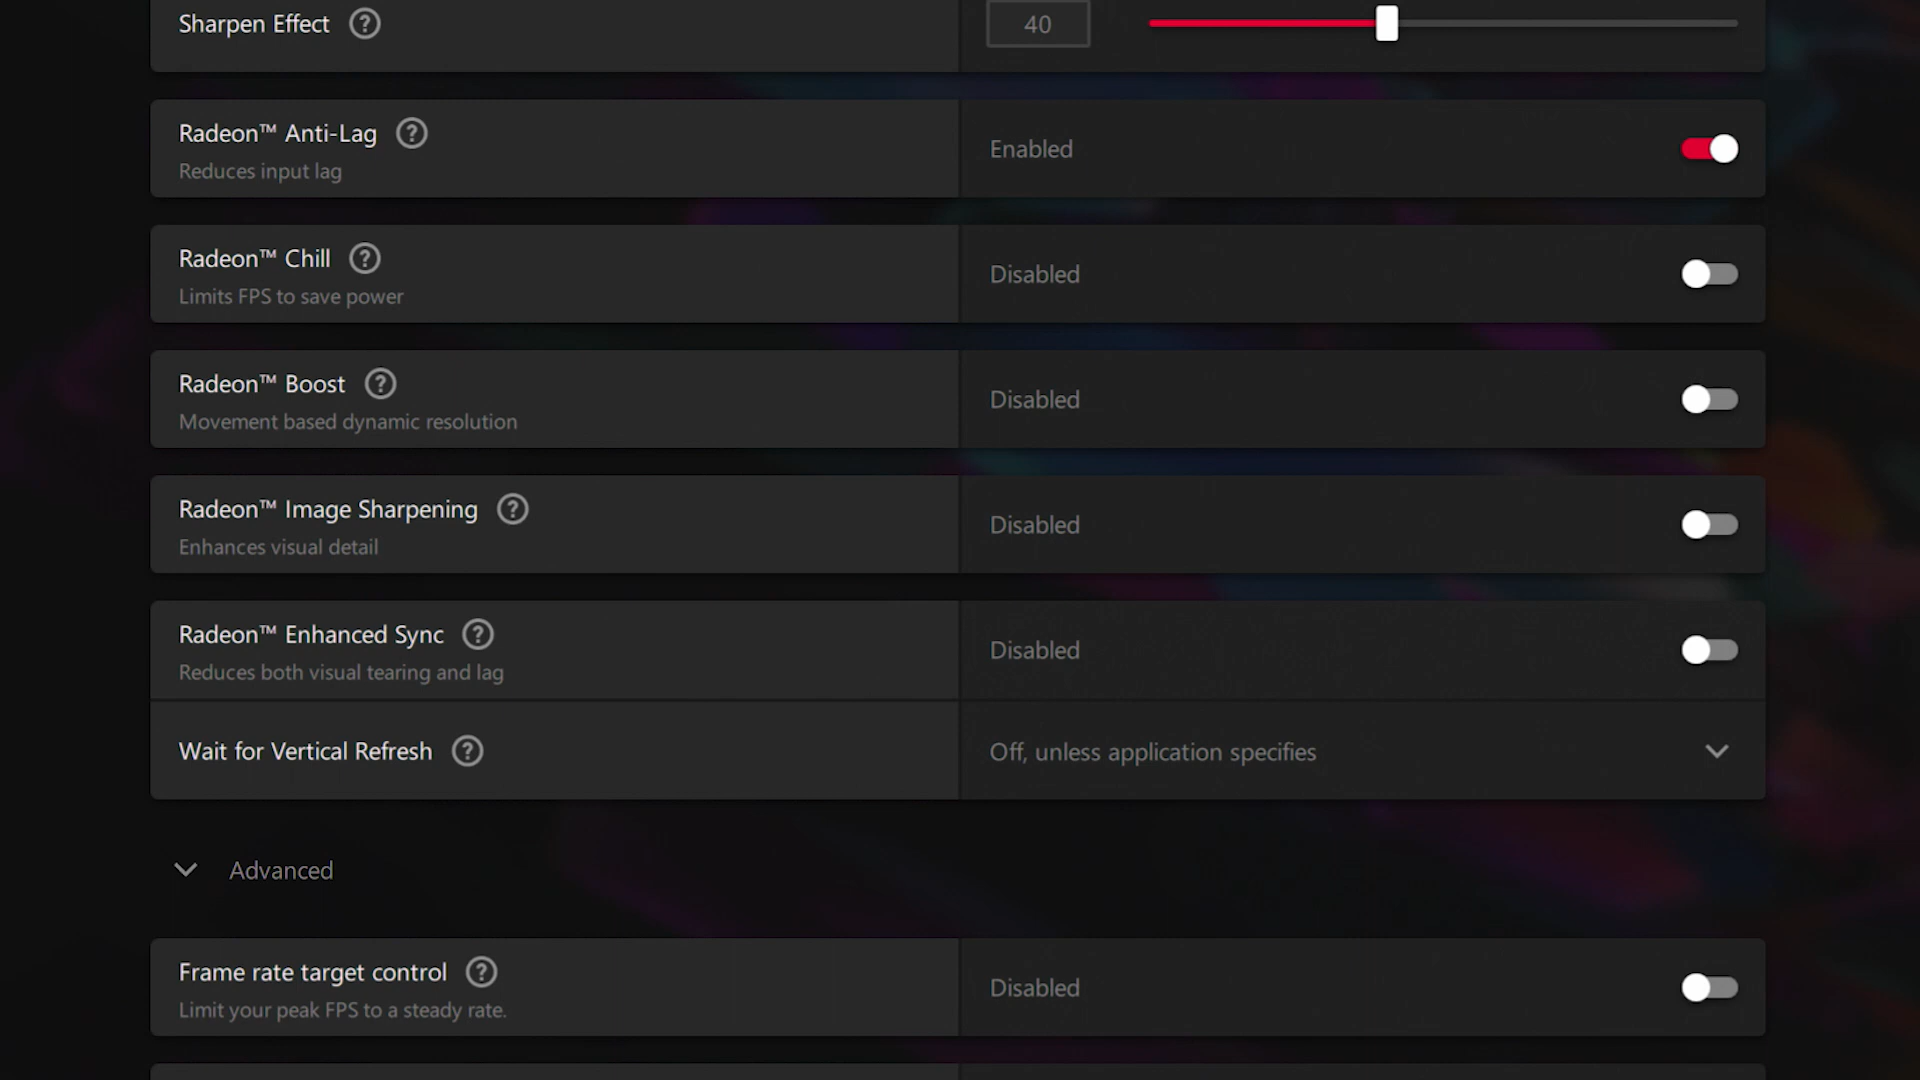 Sharpen Effect ?
40
Radeon™ Anti-Lag ?
Reduces input lag
Enabled
Radeon™ Chill ?
Limits FPS to save power
Disabled
Radeon™ Boost ?
Movement based dynamic resolution
Disabled
Radeon™ Image Sharpening ?
Enhances visual detail
Disabled
Radeon™ Enhanced Sync ?
Reduces both visual tearing and lag
Disabled
Wait for Vertical Refresh ?
Off, unless application specifies
Advanced
Frame rate target control ?
Limit your peak FPS to a steady rate.
Disabled